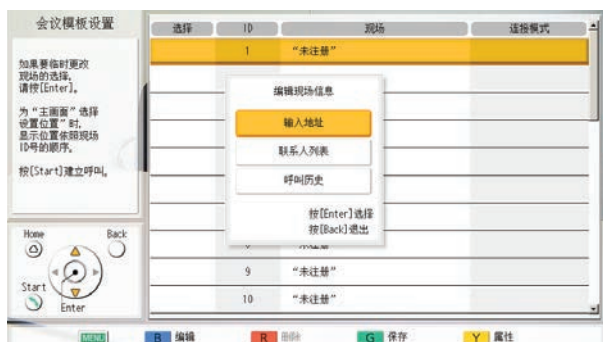 会议模板设置
如果要临时更改
现场的选择,
请按[Enter]。
为“主画面”选择
设置位置”时,
显示位置依照现场
ID号的顺序。
按[Start]建立呼叫。
Home
Back
Start
Enter
选择 ID 现场 连接模式
1 “未注册”
编辑现场信息
输入地址
联系人列表
呼叫历史
按[Enter]选择
按[Back]退出
9 “未注册”
10 “未注册”
MENU B 编辑 R 删除 G 保存 Y 属性